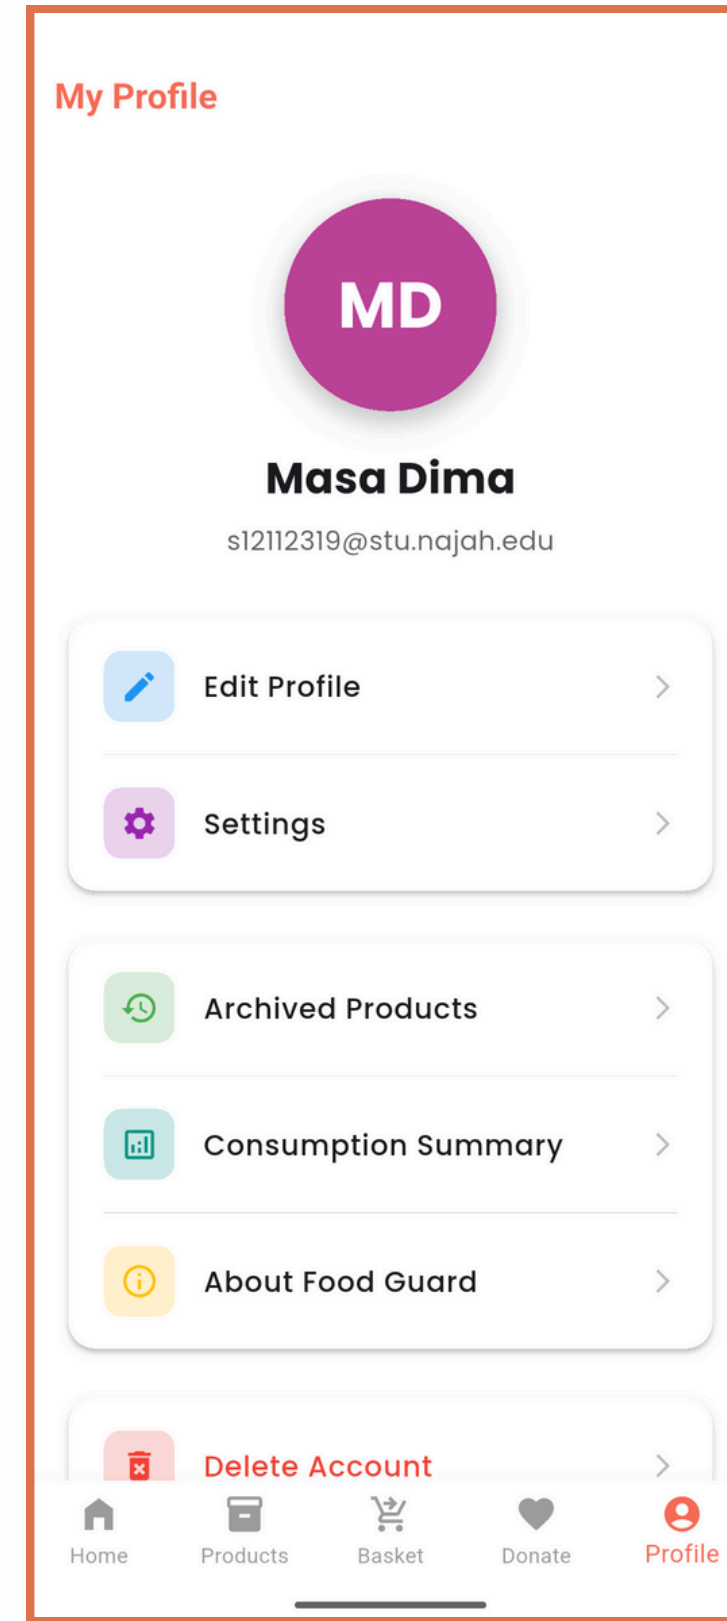 My Profile
MD
Masa Dima
s12112319@stu.najah.edu
Edit Profile
Settings
Archived Products
Consumption Summary
About Food Guard
Delete Account
Home Products Basket Donate Profile